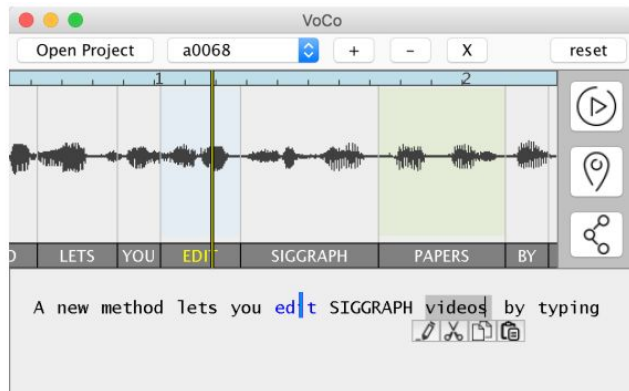 VoCo
Open Project a0068 + - X reset
1 2
LETS YOU EDIT SIGGRAPH PAPERS BY
A new method lets you edit SIGGRAPH videos by typing